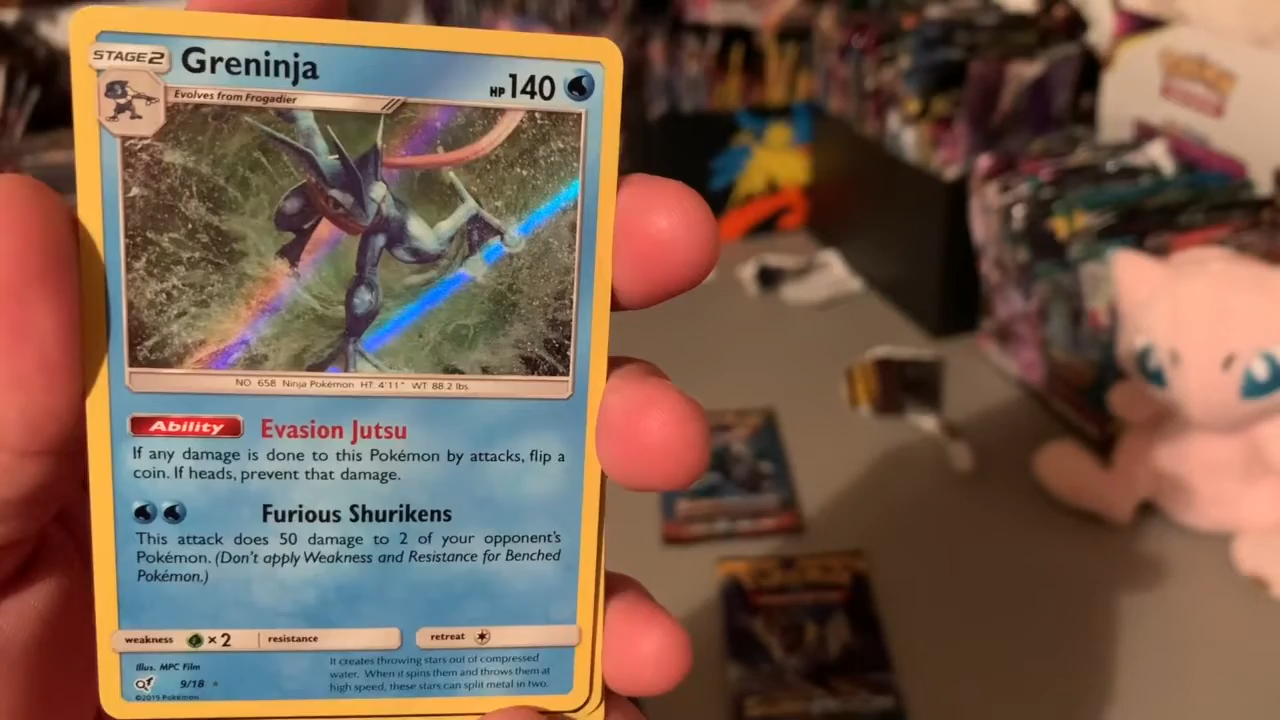 STAGE2
Greninja
HP 140
Evolves from Frogadier
NO. 658 Ninja Pokémon HT: 4'11" WT: 88.2 lbs.
Ability Evasion Jutsu
If any damage is done to this Pokémon by attacks, flip a
coin. If heads, prevent that damage.
Furious Shurikens
This attack does 50 damage to 2 of your opponent's
Pokémon. (Don't apply Weakness and Resistance for Benched
Pokémon.)
weakness ×2 resistance retreat
Illus. MPC Film
9/18
©2019 Pokémon
It creates throwing stars out of compressed
water. When it spins them and throws them at
high speed, these stars can split metal in two.
Pokémon